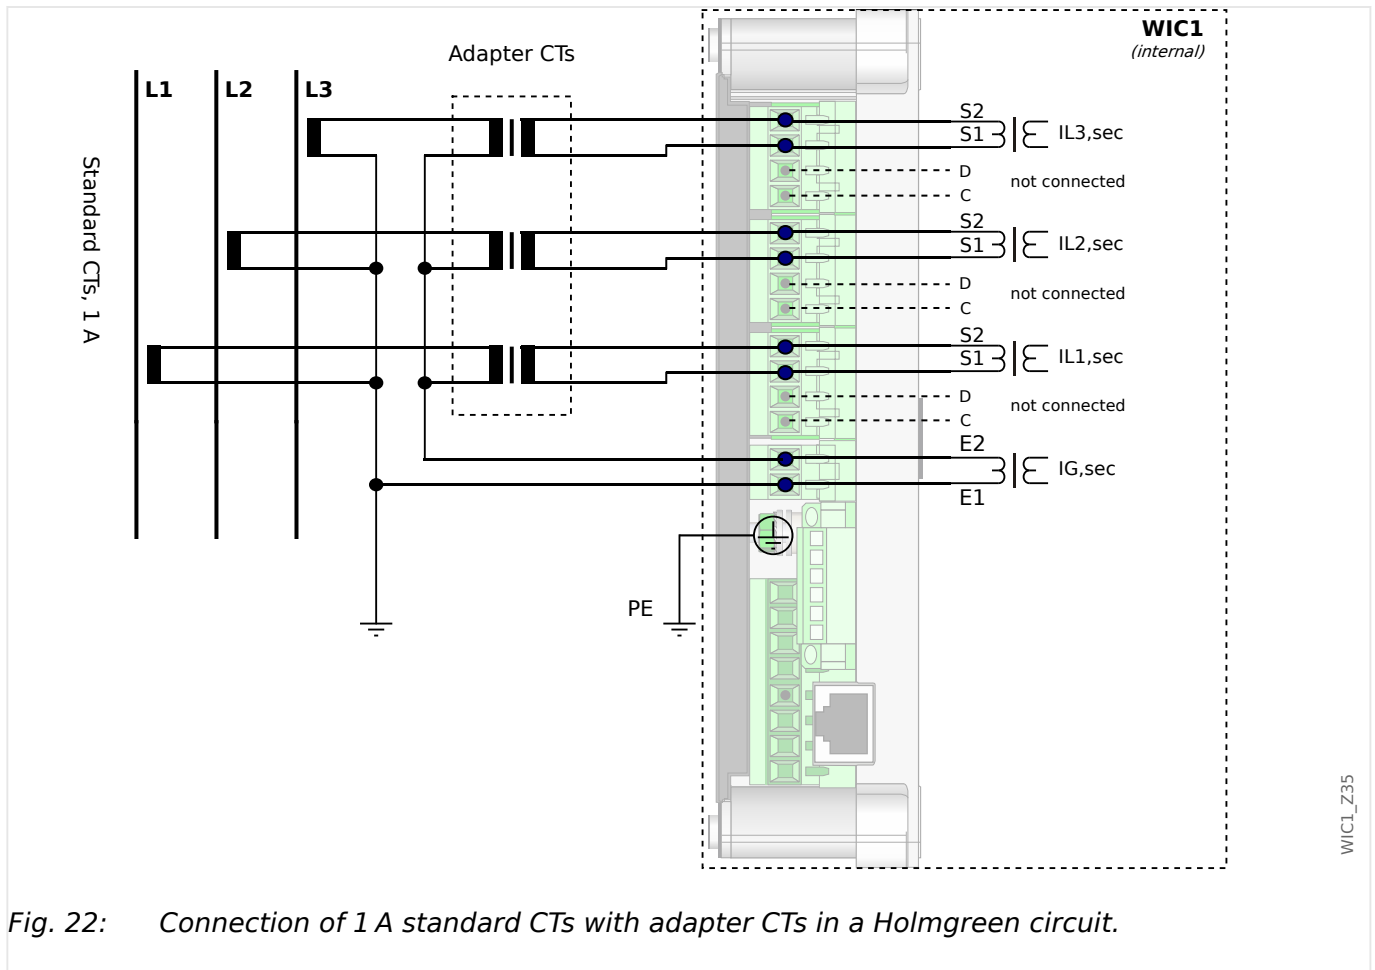 WIC1
(internal)
Adapter CTs
L1
L2
L3
Standard CTs, 1 A
S2
S1
IL3,sec
D
not connected
C
S2
S1
IL2,sec
D
not connected
C
S2
S1
IL1,sec
D
not connected
C
E2
IG,sec
E1
PE
WIC1_Z35
Fig. 22: Connection of 1 A standard CTs with adapter CTs in a Holmgreen circuit.